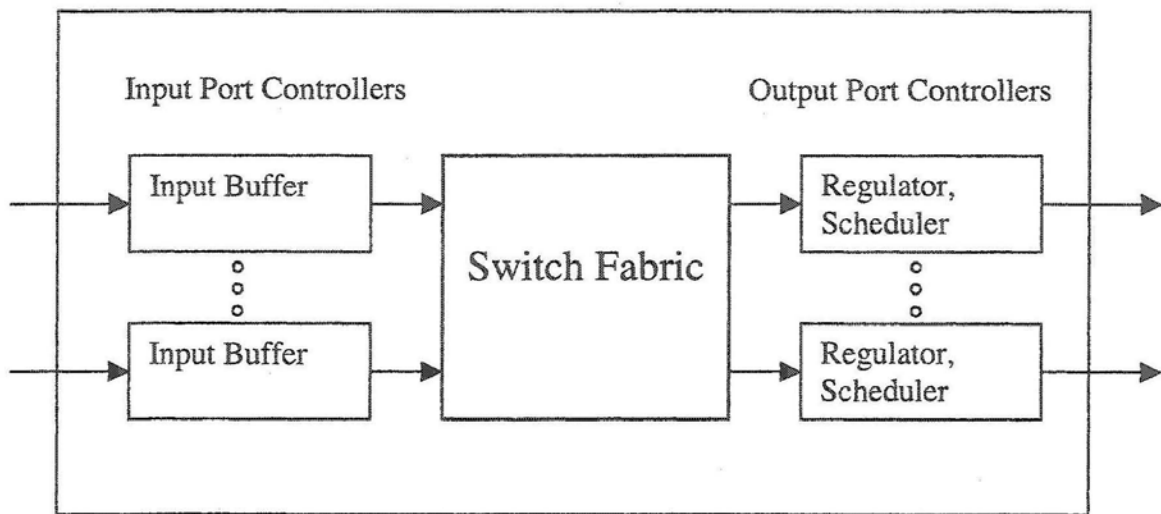 Input Port Controllers
Output Port Controllers
Input Buffer
Regulator,
Scheduler
Switch Fabric
Input Buffer
Regulator,
Scheduler